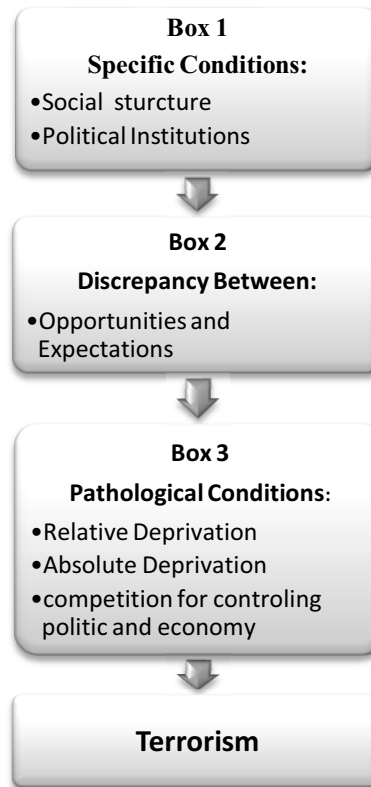 Box 1
Specific Conditions:
•Social sturcture
•Political Institutions
Box 2
Discrepancy Between:
•Opportunities and
Expectations
Box 3
Pathological Conditions:
•Relative Deprivation
•Absolute Deprivation
•competition for controling
politic and economy
Terrorism